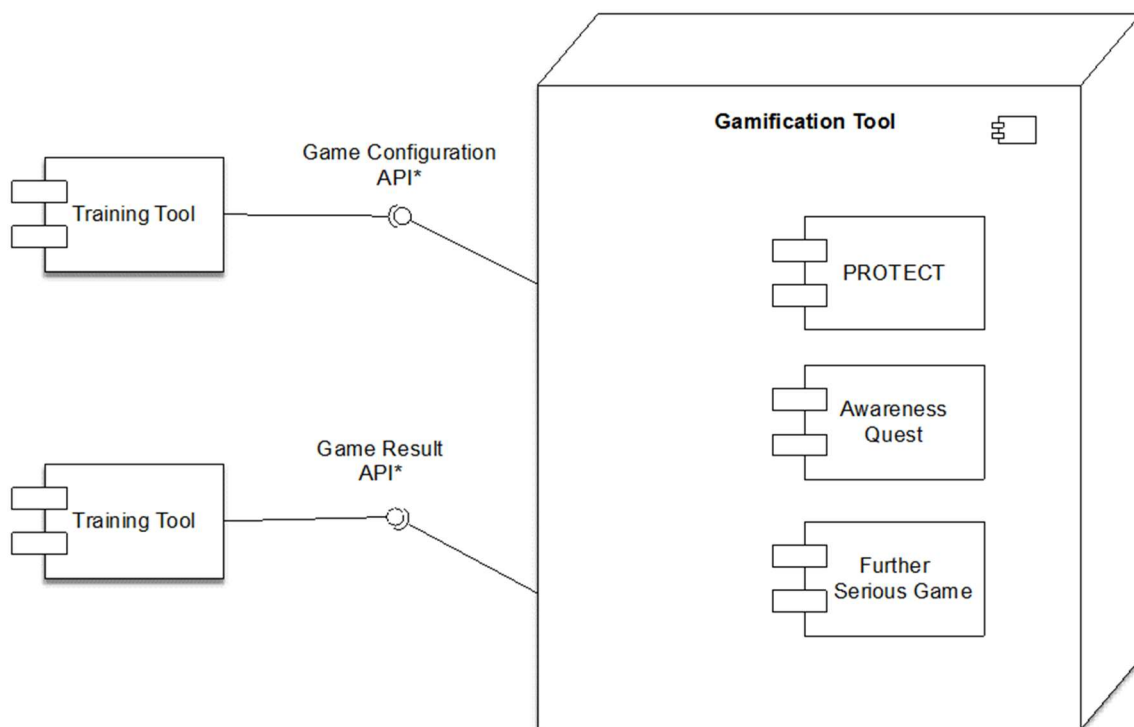 Gamification Tool
Game Configuration
API*
Training Tool
PROTECT
Awareness
Quest
Game Result
API*
Training Tool
Further
Serious Game